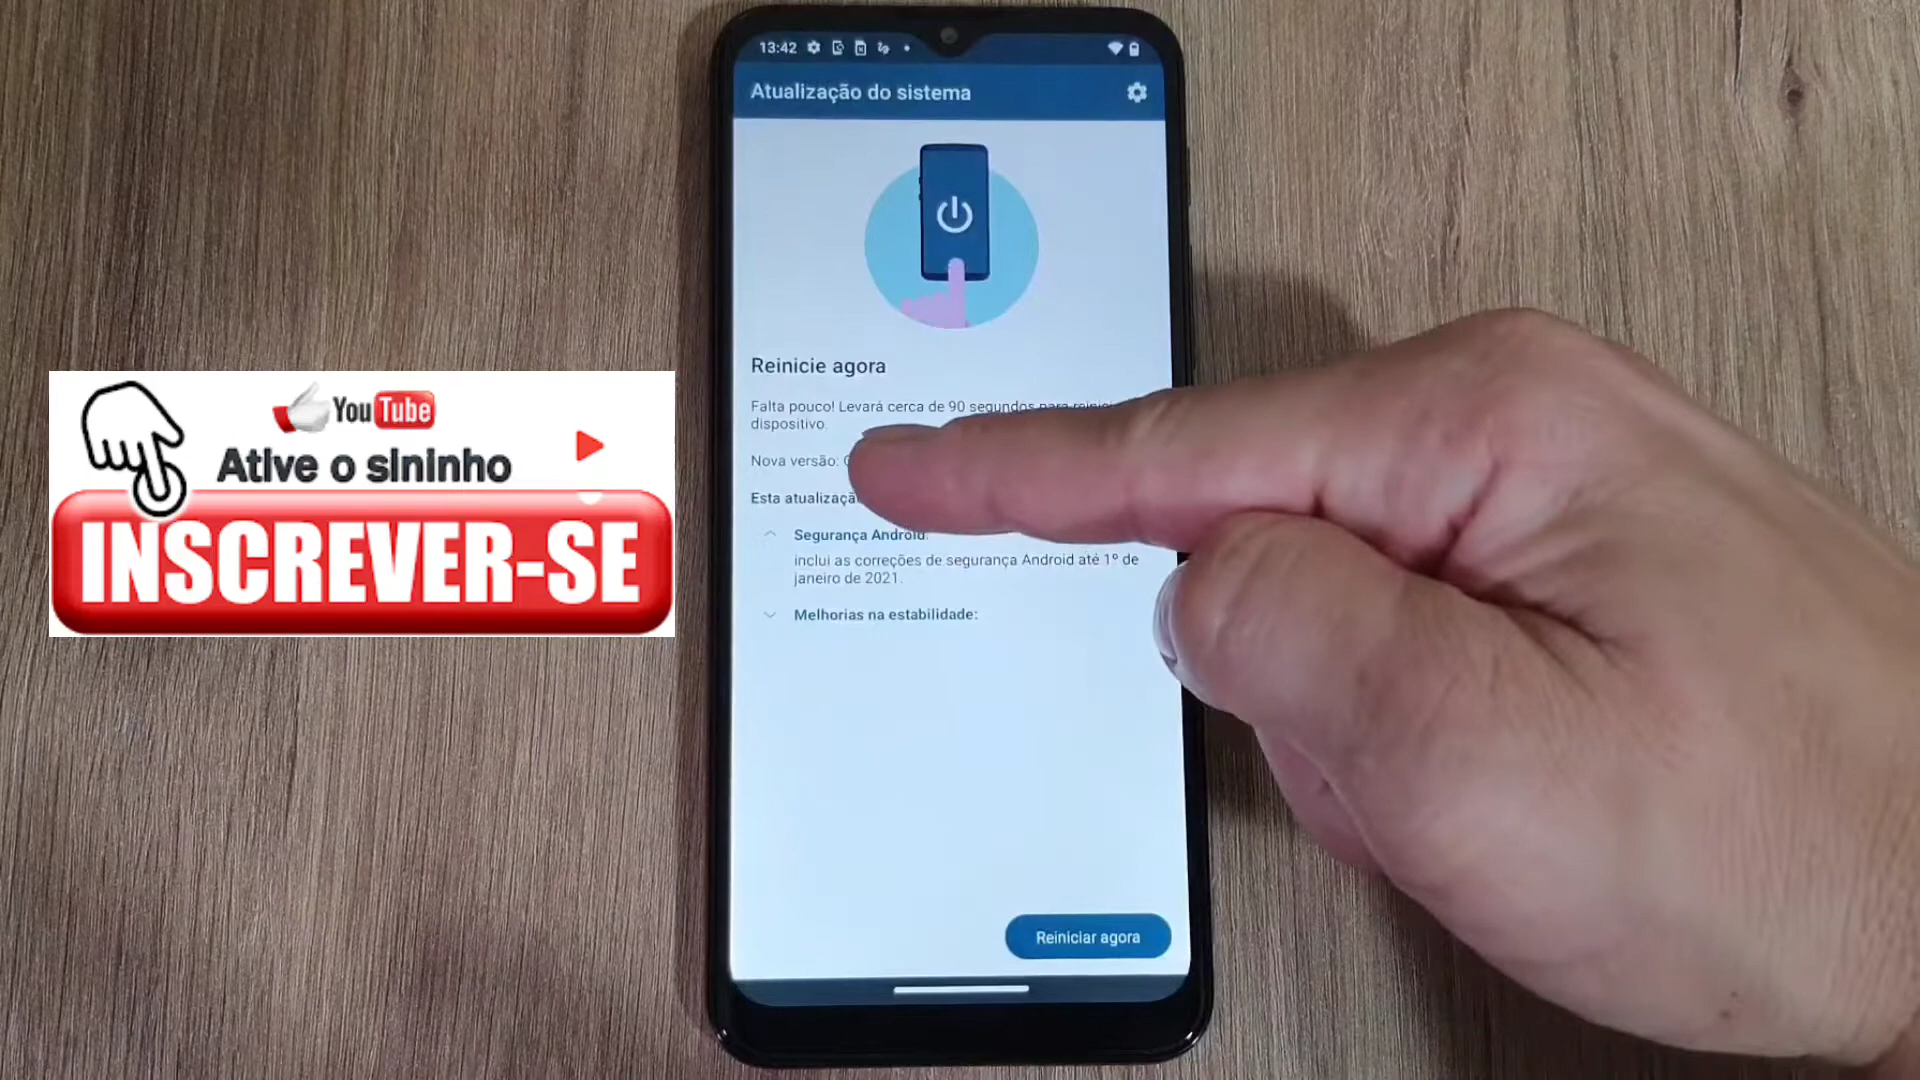 13:42
Atualização do sistema
Reinicie agora
Falta pouco! Levará cerca de 90 segundos para
dispositivo.
Nova versão:
Esta atualização
Segurança Android:
inclui as correções de segurança Android até 1º de
janeiro de 2021.
Melhorias na estabilidade:
Reiniciar agora
YouTube
Ative o sininho
INSCREVER-SE